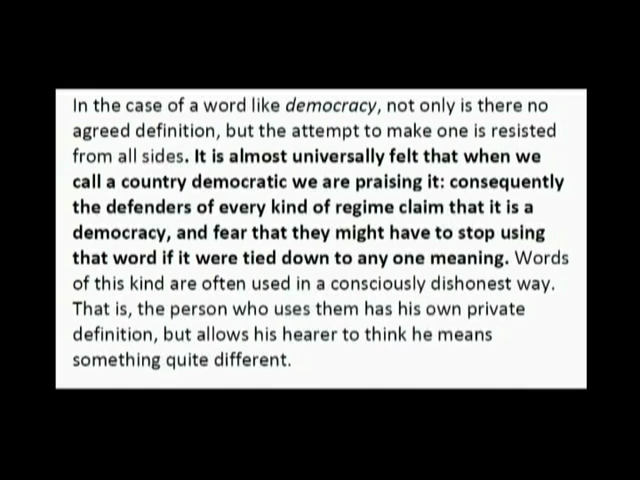 In the case of a word like democracy, not only is there no
agreed definition, but the attempt to make one is resisted
from all sides. It is almost universally felt that when we
call a country democratic we are praising it: consequently
the defenders of every kind of regime claim that it is a
democracy, and fear that they might have to stop using
that word if it were tied down to any one meaning. Words
of this kind are often used in a consciously dishonest way.
That is, the person who uses them has his own private
definition, but allows his hearer to think he means
something quite different.